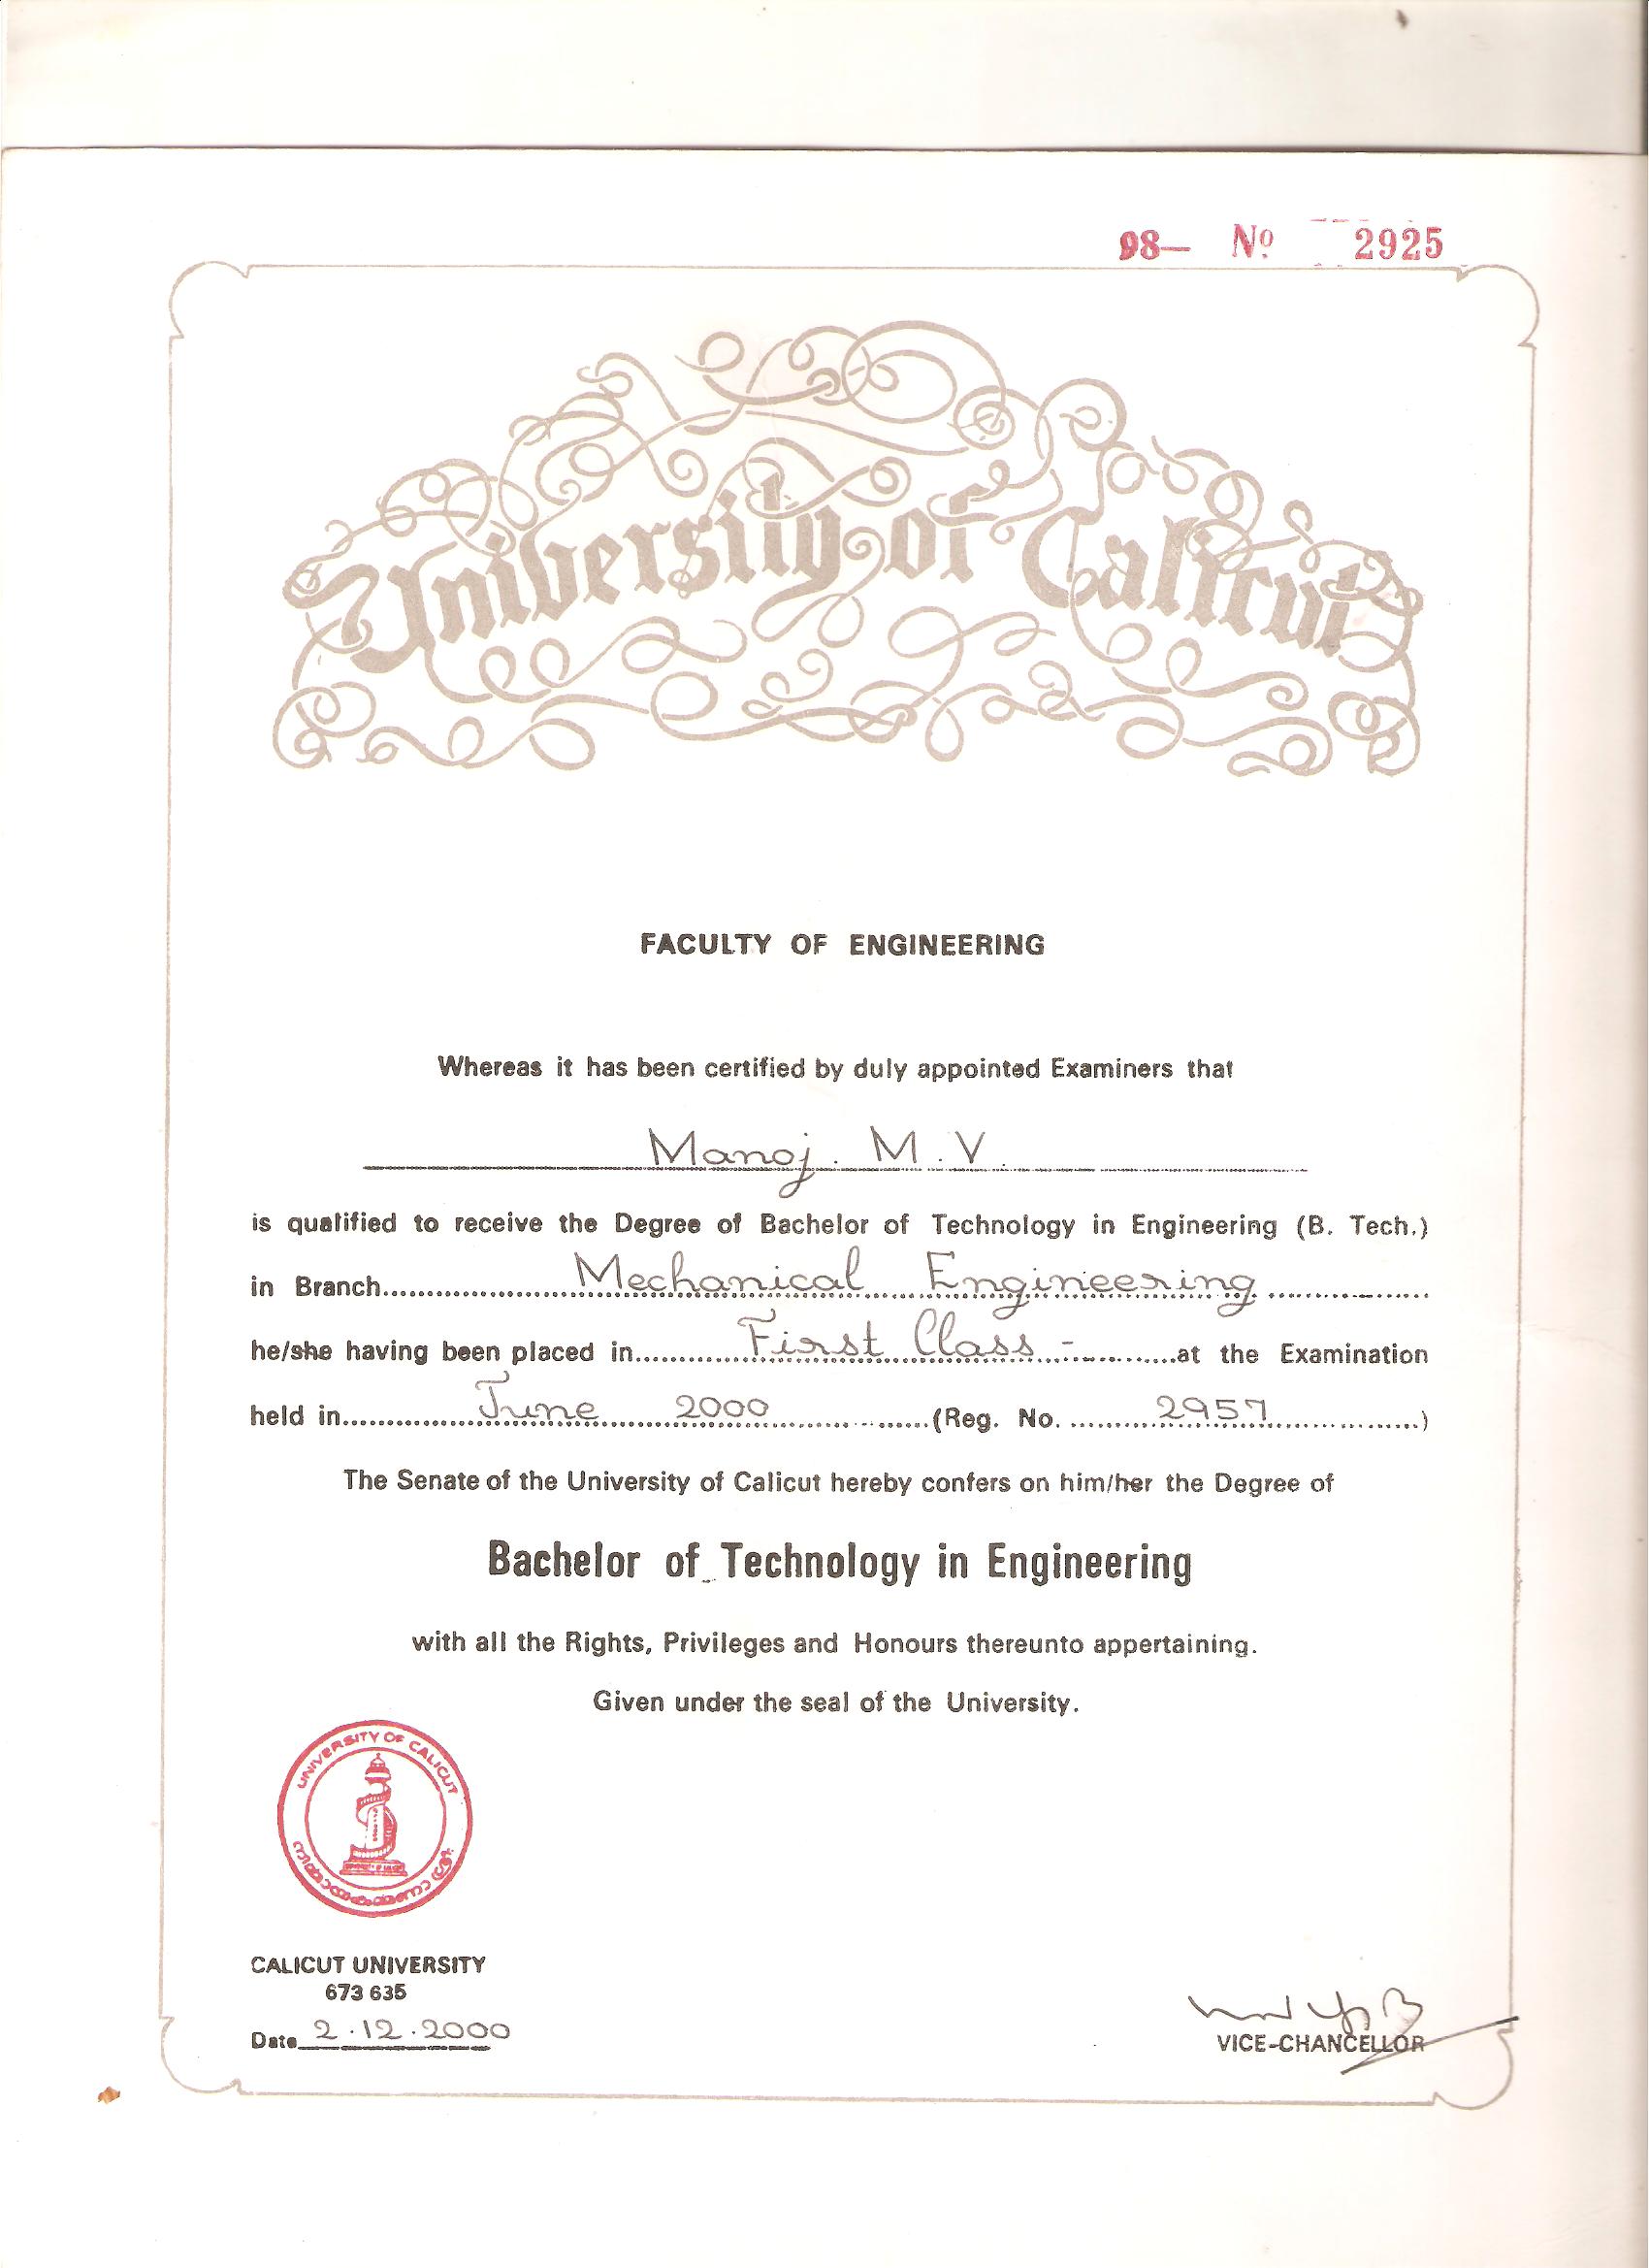 98— No 2925
University of Calicut
FACULTY OF ENGINEERING
Whereas it has been certified by duly appointed Examiners that
Manoj. M.V.
is qualified to receive the Degree of Bachelor of Technology in Engineering (B. Tech.)
in Branch Mechanical Engineering
he/she having been placed in First Class - at the Examination
held in June 2000 (Reg. No. 2957)
The Senate of the University of Calicut hereby confers on him/her the Degree of
Bachelor of Technology in Engineering
with all the Rights, Privileges and Honours thereunto appertaining.
Given under the seal of the University.
UNIVERSITY OF CALICUT
CALICUT UNIVERSITY
673 635
Date 2.12.2000
VICE-CHANCELLOR